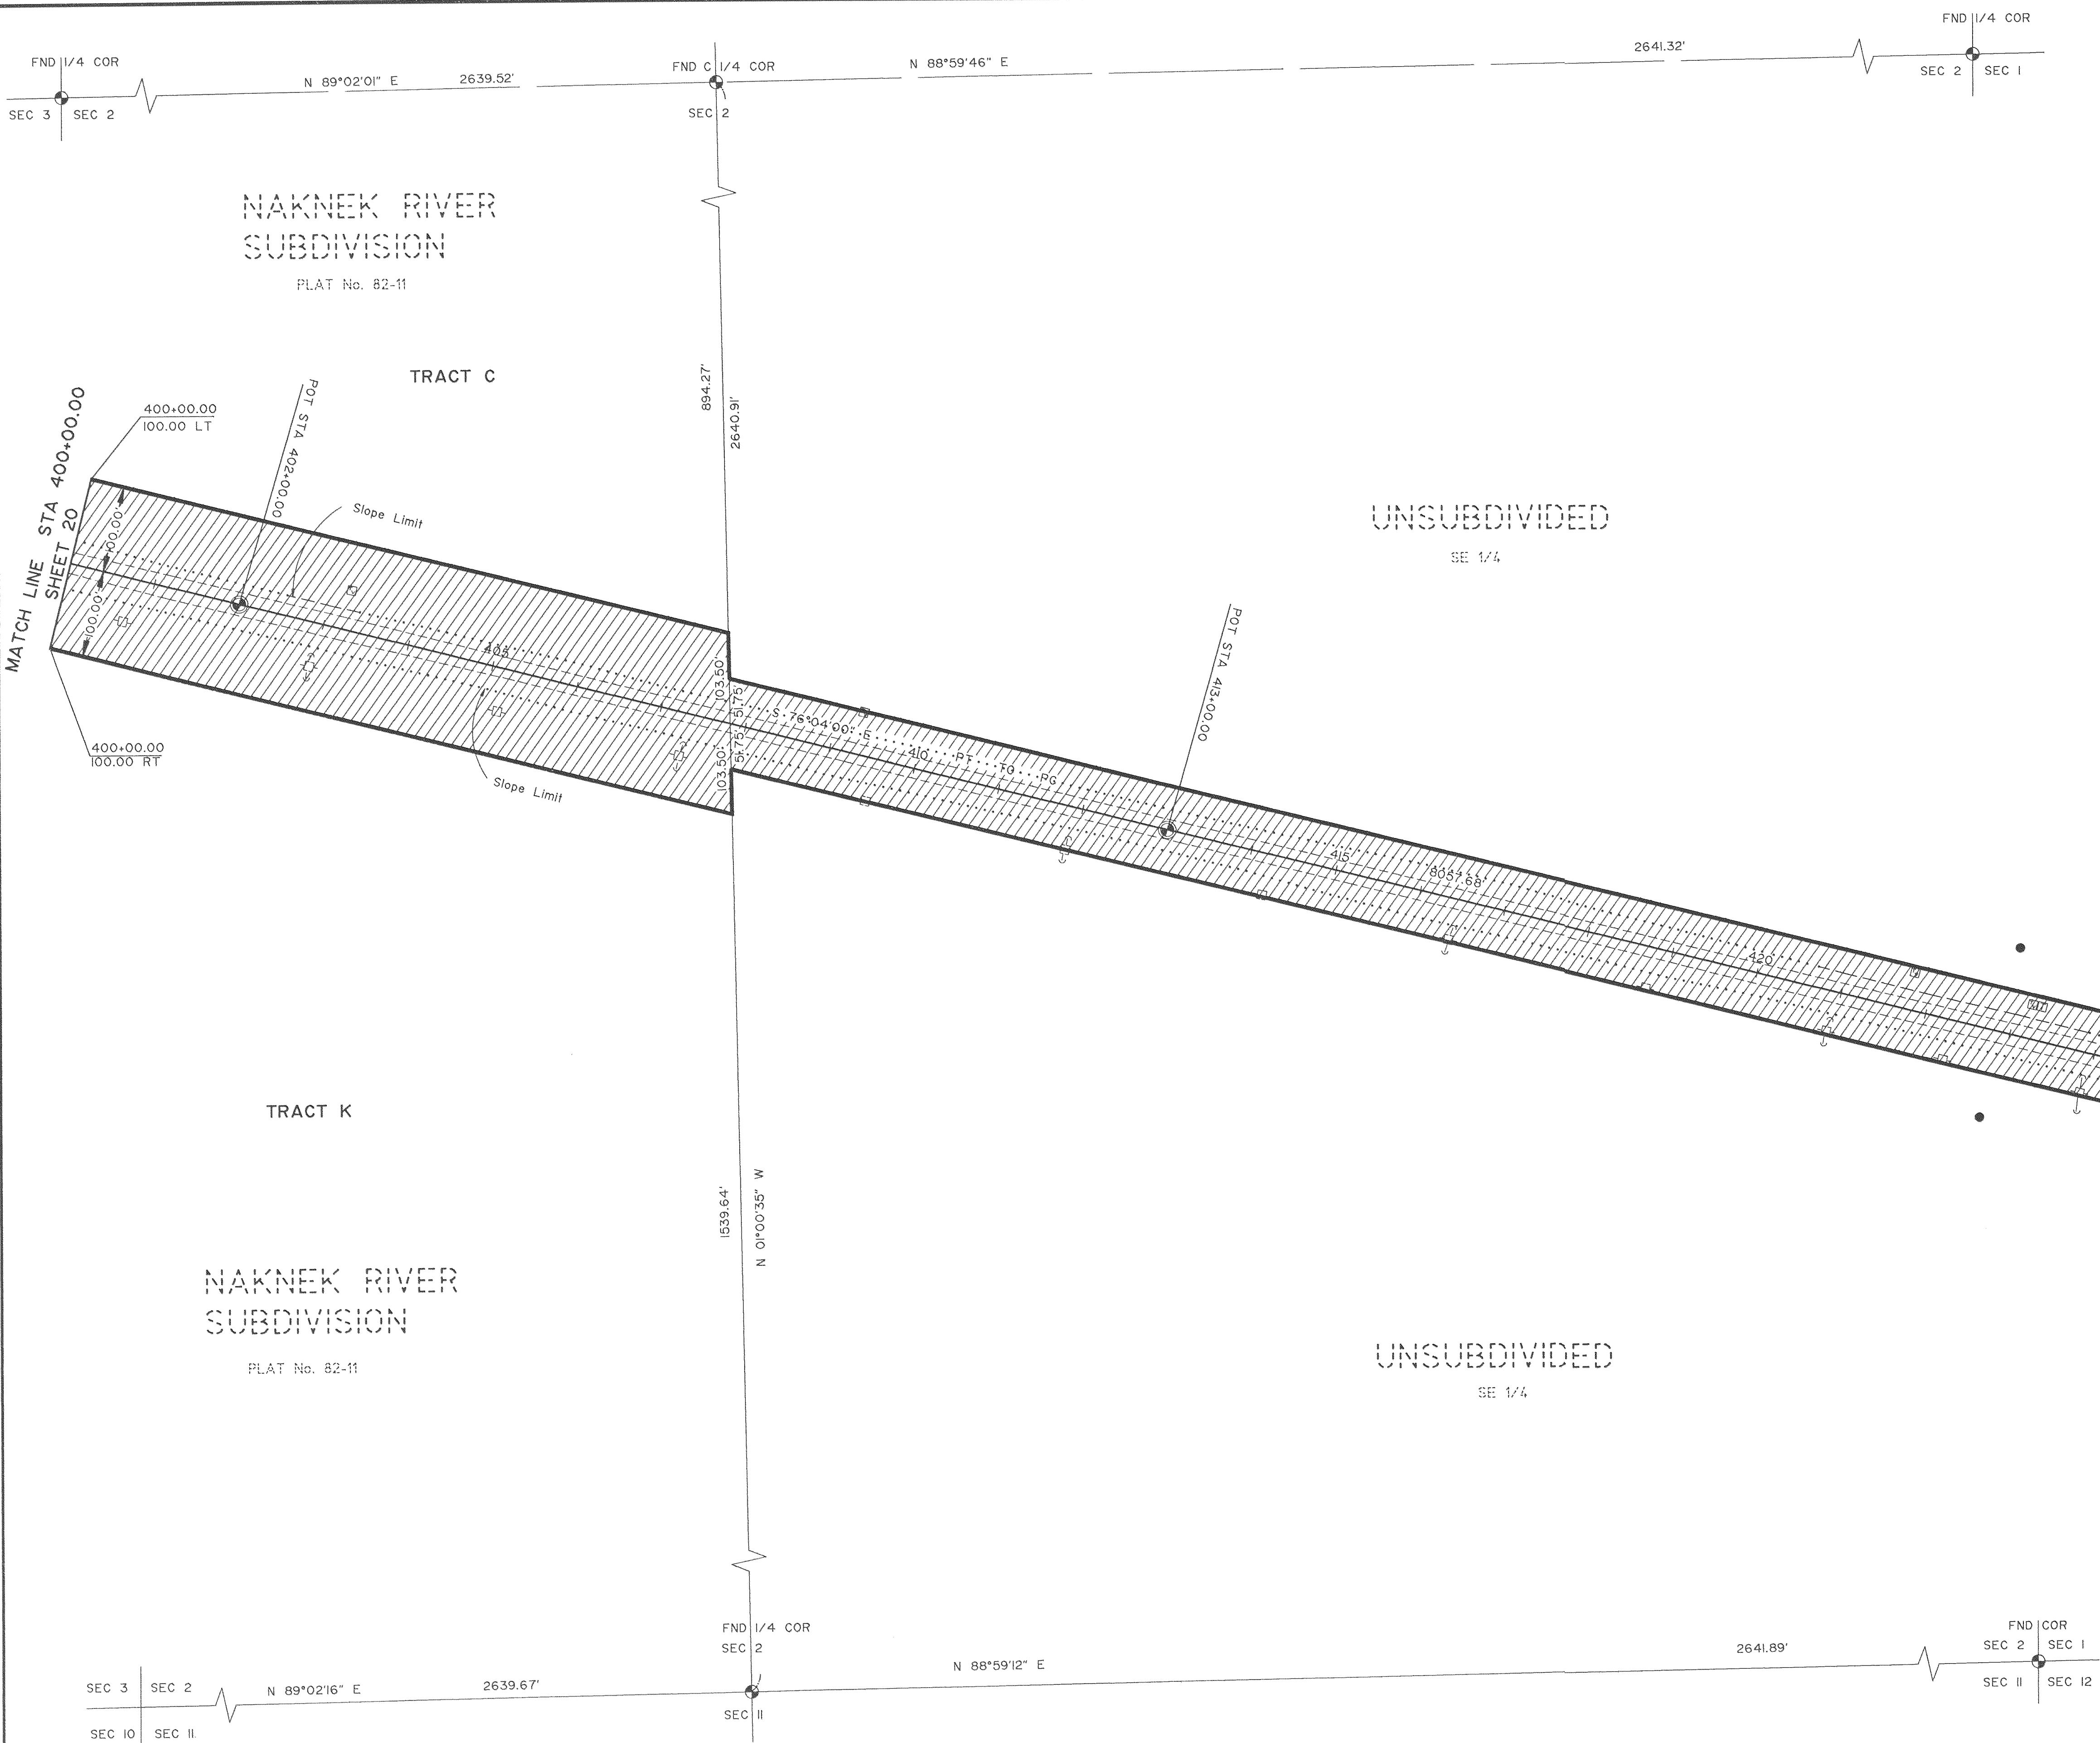 FND 1/4 COR
FND 1/4 COR
N 89°02'01" E 2639.52'
FND C 1/4 COR
N 88°59'46" E
2641.32'
SEC 3 SEC 2
SEC 2
SEC 2 SEC 1
NAKNEK RIVER
SUBDIVISION
PLAT No. 82-11
TRACT C
894.27'
2640.91'
MATCH LINE STA 400+00.00
SHEET 20
400+00.00
100.00 LT
POT STA 402+00.00
Slope Limit
100.00'
100.00'
405
400+00.00
100.00 RT
Slope Limit
103.50'
51.75'
51.75'
103.50'
S 76°04'00" E
410 PT TO PG
UNSUBDIVIDED
SE 1/4
POT STA 413+00.00
415
8057.68'
420
TRACT K
1539.64'
N 01°00'35" W
NAKNEK RIVER
SUBDIVISION
PLAT No. 82-11
UNSUBDIVIDED
SE 1/4
FND 1/4 COR
SEC 2
SEC 11
FND COR
SEC 2 SEC 1
SEC 11 SEC 12
N 88°59'12" E
2641.89'
SEC 3 SEC 2
N 89°02'16" E
2639.67'
SEC 10 SEC 11